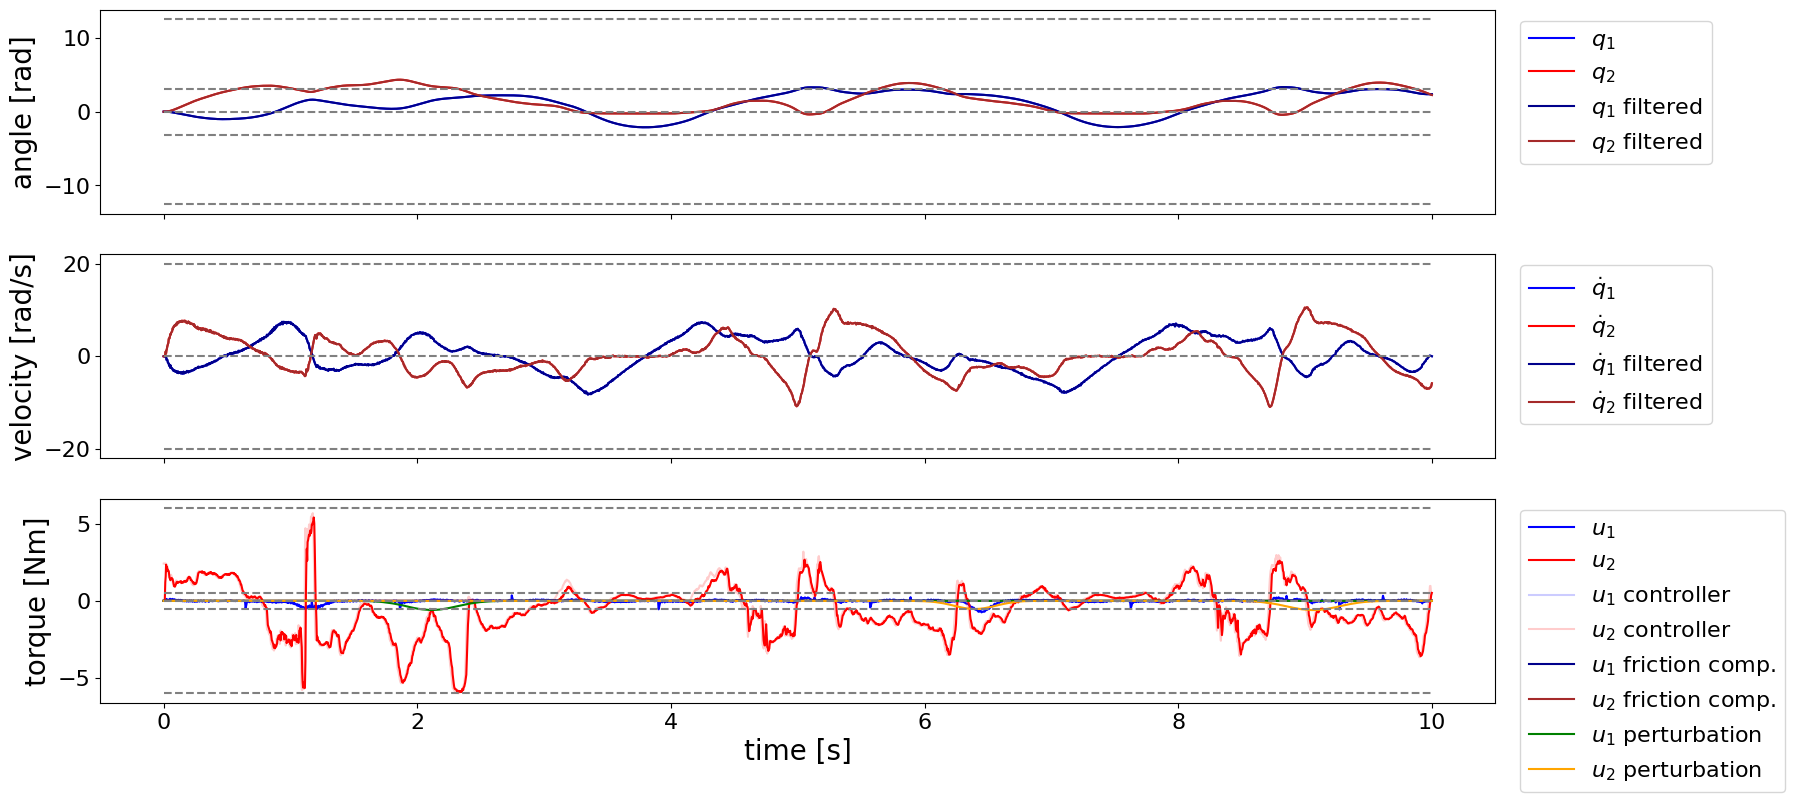 angle [rad]
10
0
−10
q₁
q₂
q₁ filtered
q₂ filtered
velocity [rad/s]
20
0
−20
q̇₁
q̇₂
q̇₁ filtered
q̇₂ filtered
torque [Nm]
5
0
−5
0 2 4 6 8 10
time [s]
u₁
u₂
u₁ controller
u₂ controller
u₁ friction comp.
u₂ friction comp.
u₁ perturbation
u₂ perturbation